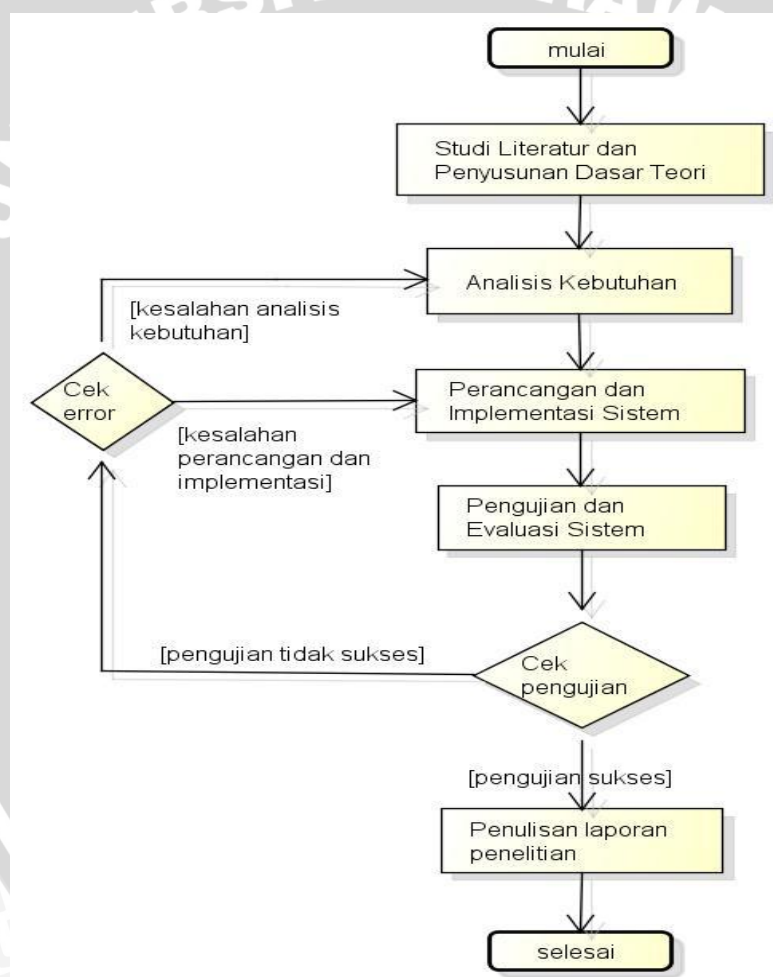 mulai
Studi Literatur dan
Penyusunan Dasar Teori
Analisis Kebutuhan
[kesalahan analisis
kebutuhan]
Cek
error
Perancangan dan
Implementasi Sistem
[kesalahan
perancangan dan
implementasi]
Pengujian dan
Evaluasi Sistem
[pengujian tidak sukses]
Cek
pengujian
[pengujian sukses]
Penulisan laporan
penelitian
selesai